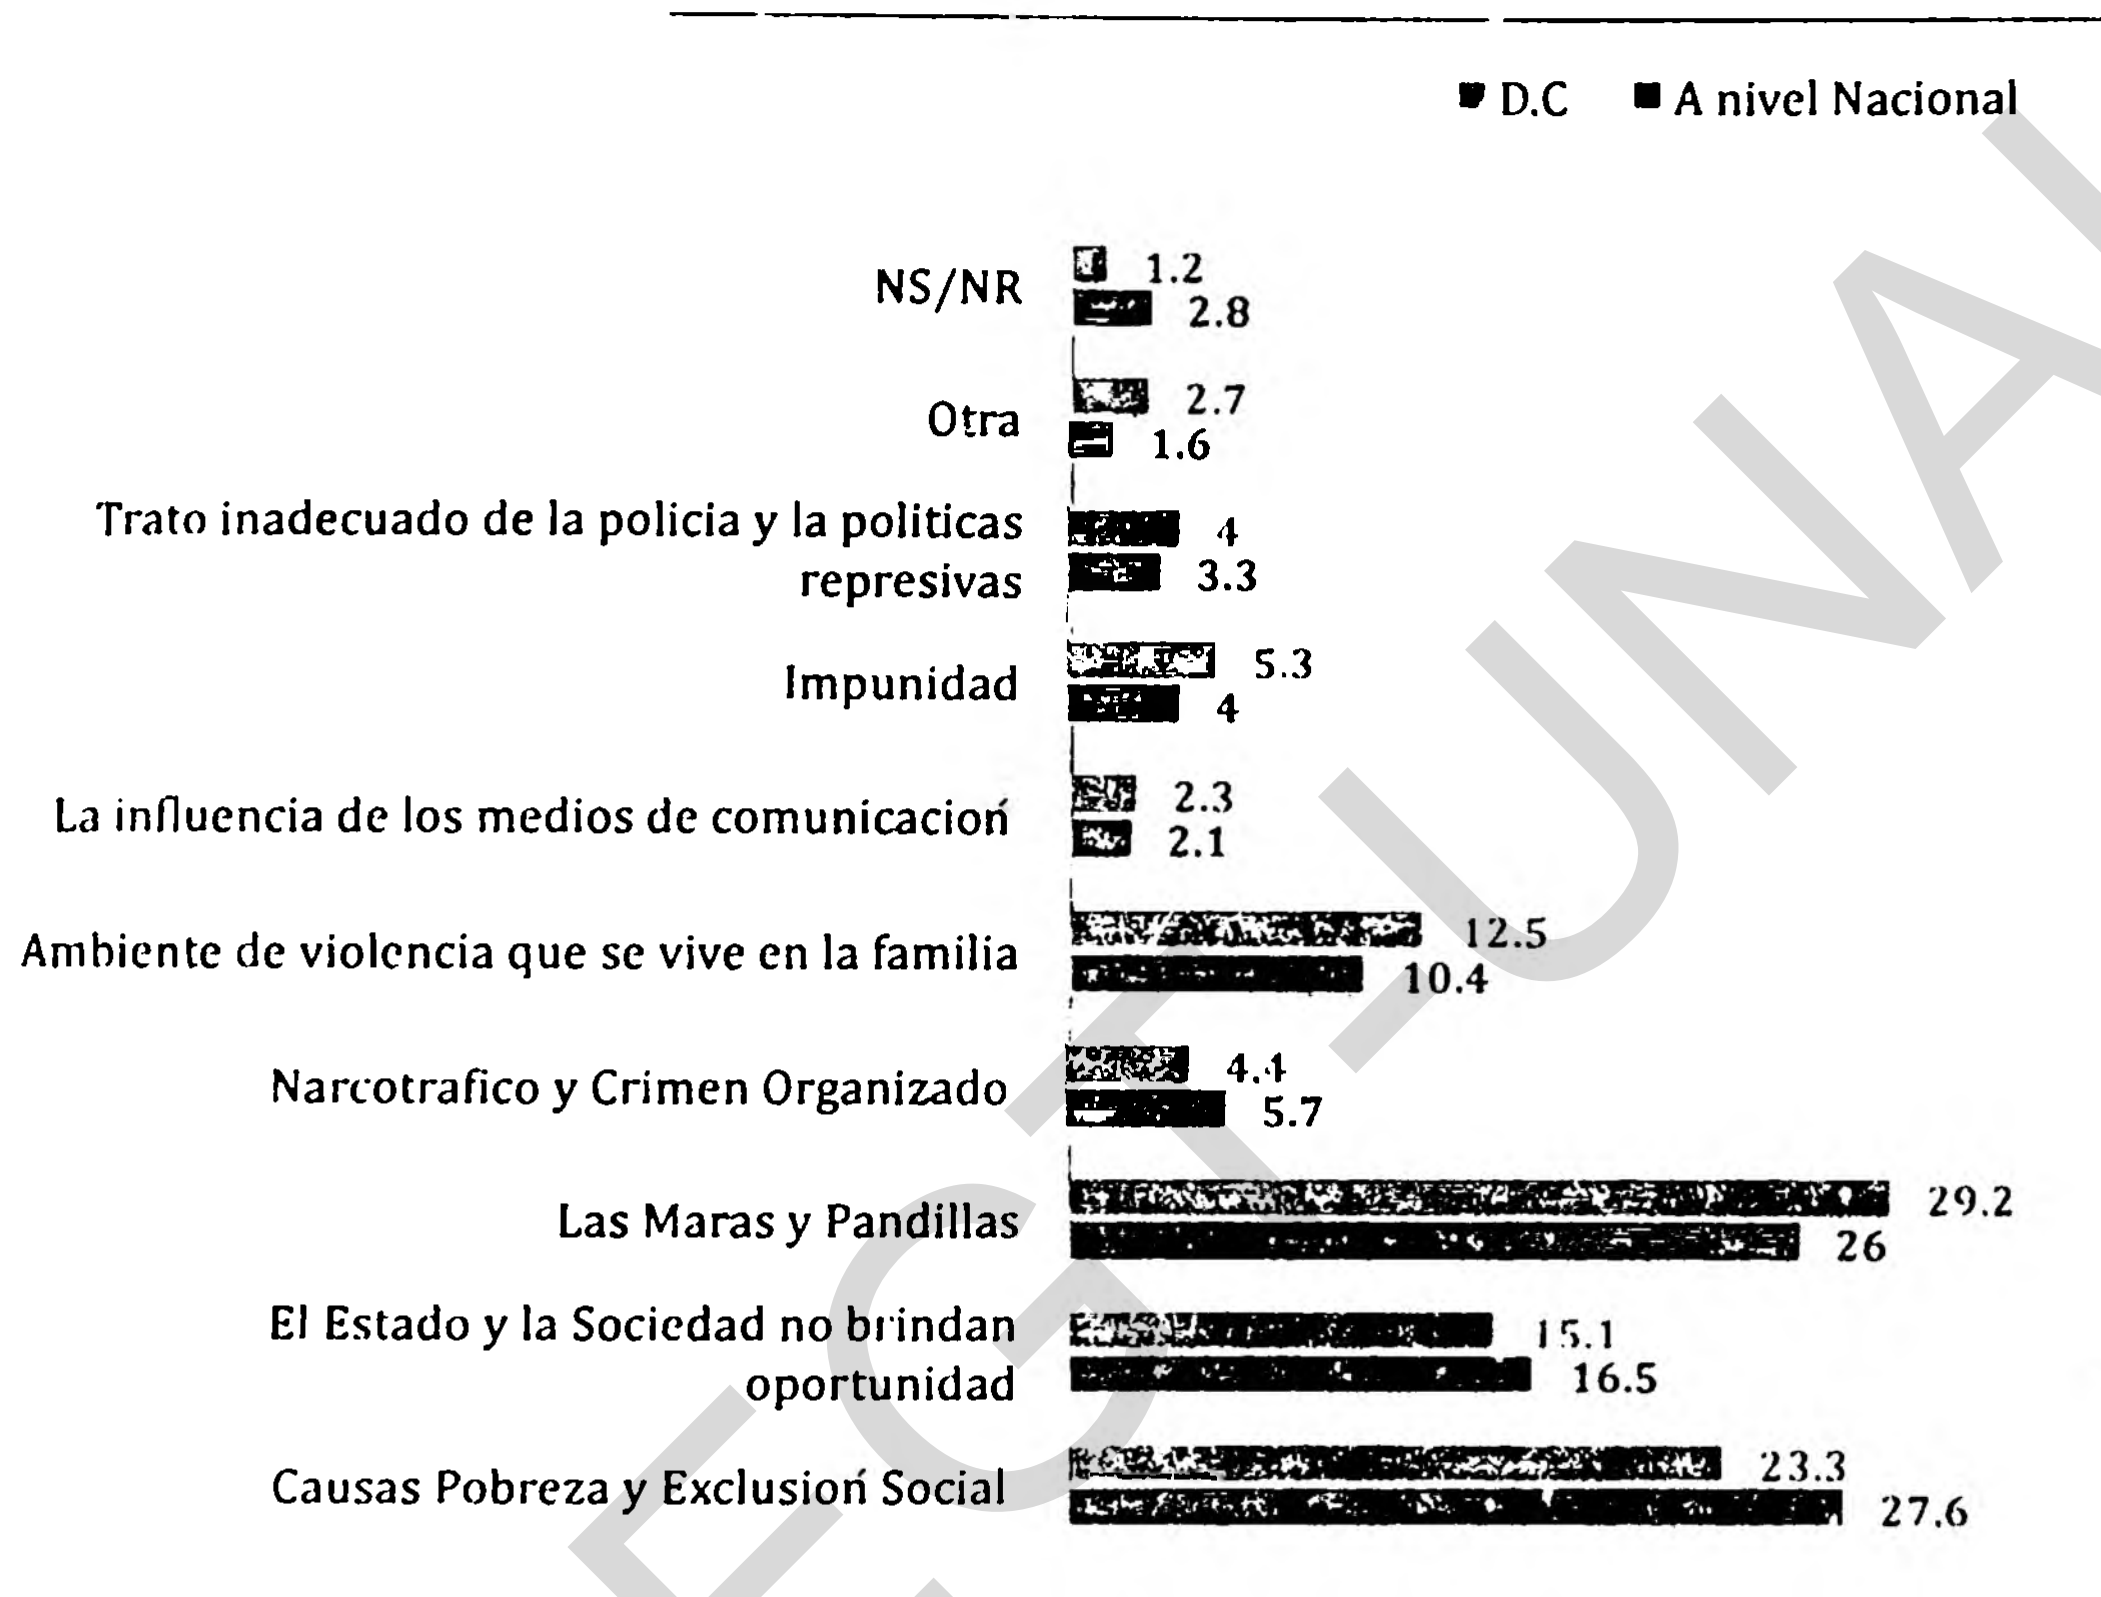 D.C A nivel Nacional
NS/NR 1.2
2.8
Otra 2.7
1.6
Trato inadecuado de la policia y la politicas 4
represivas 3.3
Impunidad 5.3
4
La influencia de los medios de comunicación 2.3
2.1
Ambiente de violencia que se vive en la familia 12.5
10.4
Narcotrafico y Crimen Organizado 4.4
5.7
Las Maras y Pandillas 29.2
26
El Estado y la Sociedad no brindan 15.1
oportunidad 16.5
Causas Pobreza y Exclusión Social 23.3
27.6